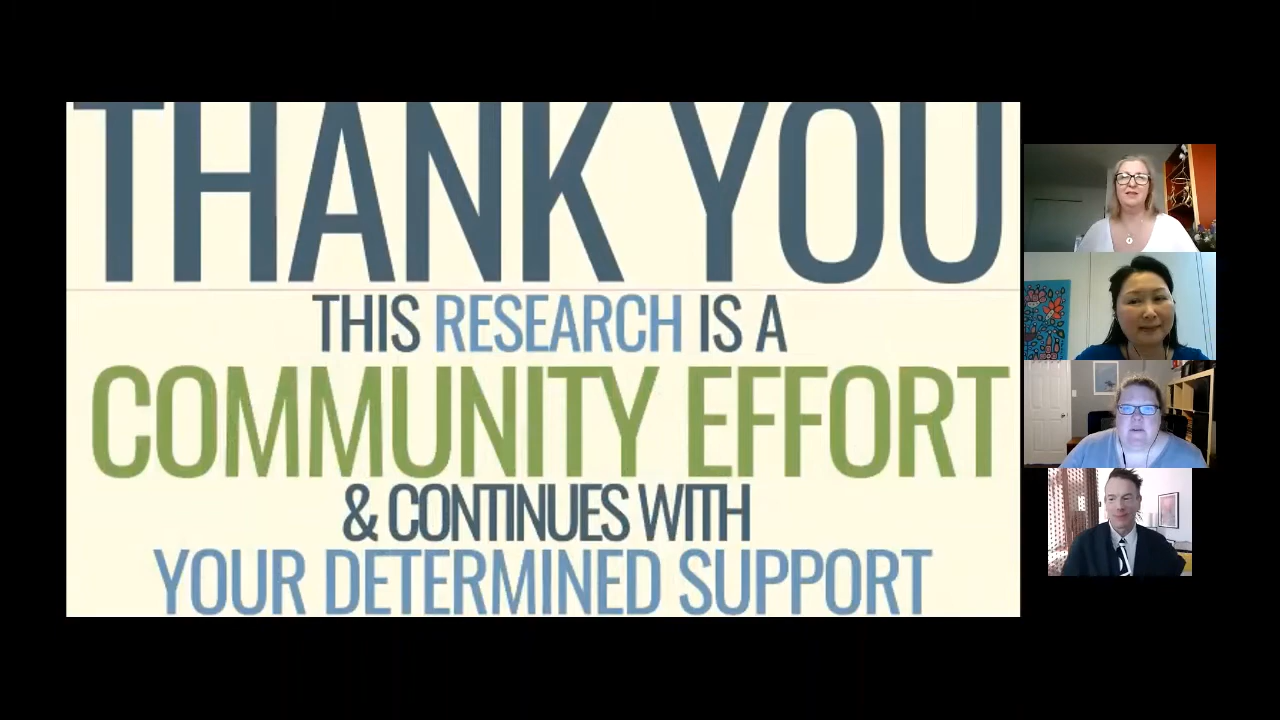 THANK YOU
THIS RESEARCH IS A
COMMUNITY EFFORT
& CONTINUES WITH
YOUR DETERMINED SUPPORT